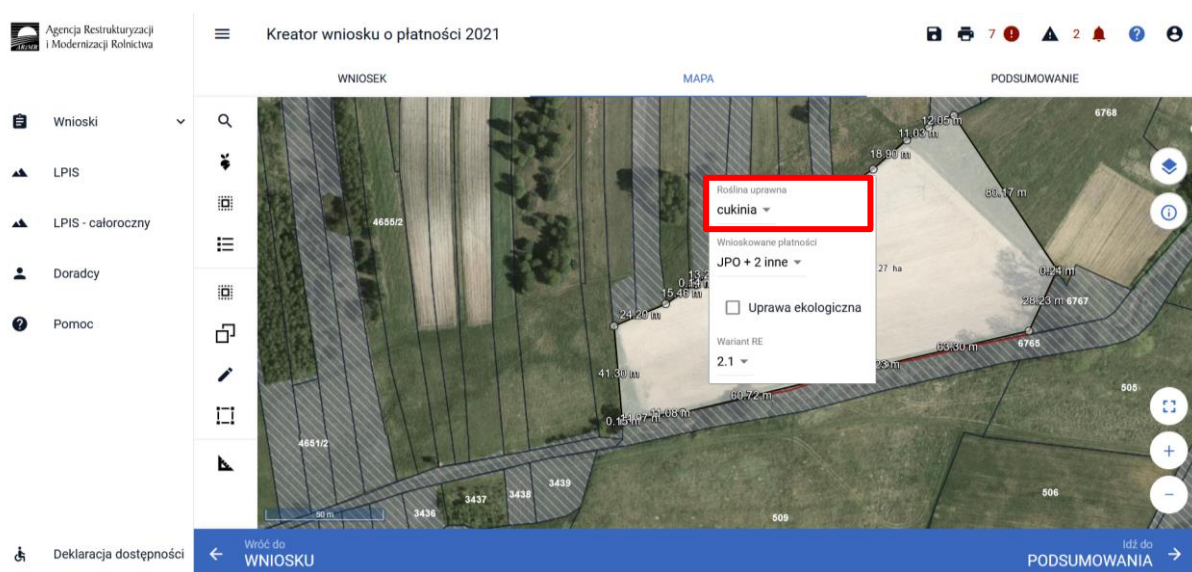 ARiMR
Agencja Restrukturyzacji
i Modernizacji Rolnictwa
Kreator wniosku o płatności 2021
7
2
WNIOSEK
MAPA
PODSUMOWANIE
Wnioski
LPIS
LPIS - całoroczny
Doradcy
Pomoc
Deklaracja dostępności
6768
12.05 m
11.03 m
18.90 m
80.17 m
4655/2
Roślina uprawna
cukinia
Wnioskowane płatności
JPO + 2 inne
Uprawa ekologiczna
Wariant RE
2.1
27 ha
0.24 m
15.46 m
24.20 m
28.23 m
6767
63.30 m
6765
41.30 m
60.72 m
505
4651/2
3439
3438
3437
3436
506
509
50 m
Wróć do
WNIOSKU
Idź do
PODSUMOWANIA